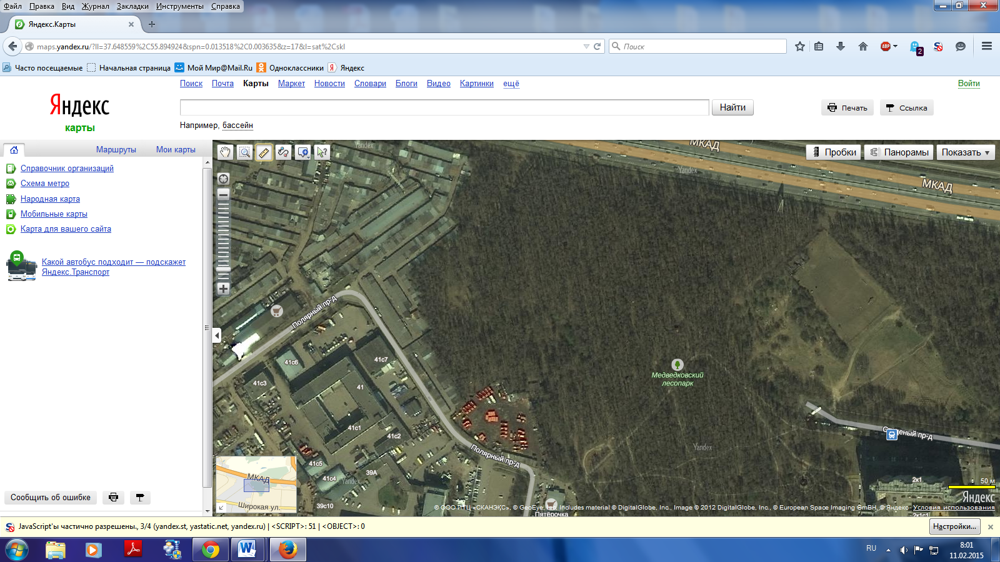 Файл Правка Вид Журнал Закладки Инструменты Справка
Яндекс.Карты
maps.yandex.ru/?ll=37.648559%2C55.894924&spn=0.013518%2C0.003635&z=17&l=sat%2Cskl
Поиск
ABP
2
Часто посещаемые Начальная страница Мой Мир@Mail.Ru Одноклассники Яндекс
Поиск Почта Карты Маркет Новости Словари Блоги Видео Картинки ещё
Войти
Яндекс
карты
Найти
Печать
Ссылка
Например, бассейн
Маршруты Мои карты
Справочник организаций
Схема метро
Народная карта
Мобильные карты
Карта для вашего сайта
Какой автобус подходит — подскажет
Яндекс.Транспорт
Сообщить об ошибке
Пробки
Панорамы
Показать
Yandex
МКАД
Yandex
МКАД
Полярный пр-д
41с6
41с7
41с3
41
41с1
41с2
41с5
41с4
39А
39с10
Yandex
Полярный пр-д
Медведковский
лесопарк
Yandex
пр-д
2к1
2к1с1
Пятёрочка
МКАД
Широкая ул.
50 м
Яндекс
© ООО ИТЦ «СКАНЭКС», © GeoEye, Inc, Includes material © DigitalGlobe, Inc., Image © 2012 DigitalGlobe, Inc., © European Space Imaging GmBH, © Яндекс Условия использования
JavaScript'ы частично разрешены., 3/4 (yandex.st, yastatic.net, yandex.ru) | <SCRIPT>: 51 | <OBJECT>: 0
Настройки...
RU
8:01
11.02.2015